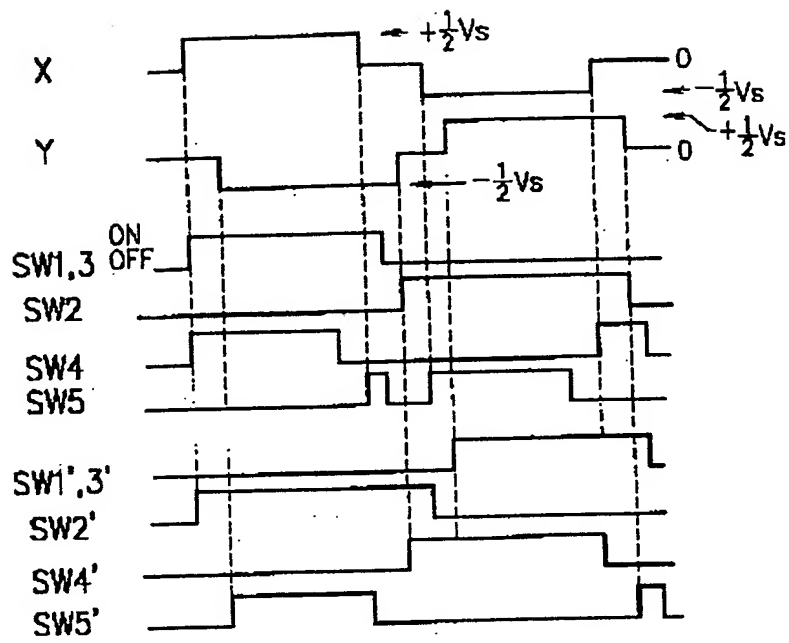 +1/2Vs
X
0
-1/2Vs
+1/2Vs
Y
0
-1/2Vs
ON
OFF
SW1,3
SW2
SW4
SW5
SW1',3'
SW2'
SW4'
SW5'